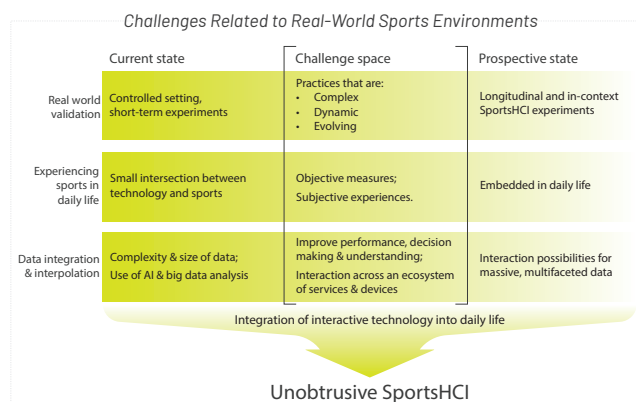 Challenges Related to Real-World Sports Environments
Current state
Challenge space
Prospective state
Real world
validation
Controlled setting,
short-term experiments
Practices that are:
• Complex
• Dynamic
• Evolving
Longitudinal and in-context
SportsHCI experiments
Experiencing
sports in
daily life
Small intersection between
technology and sports
Objective measures;
Subjective experiences.
Embedded in daily life
Data integration
& interpolation
Complexity & size of data;
Use of AI & big data analysis
Improve performance, decision
making & understanding;
Interaction across an ecosystem
of services & devices
Interaction possibilities for
massive, multifaceted data
Integration of interactive technology into daily life
Unobtrusive SportsHCI